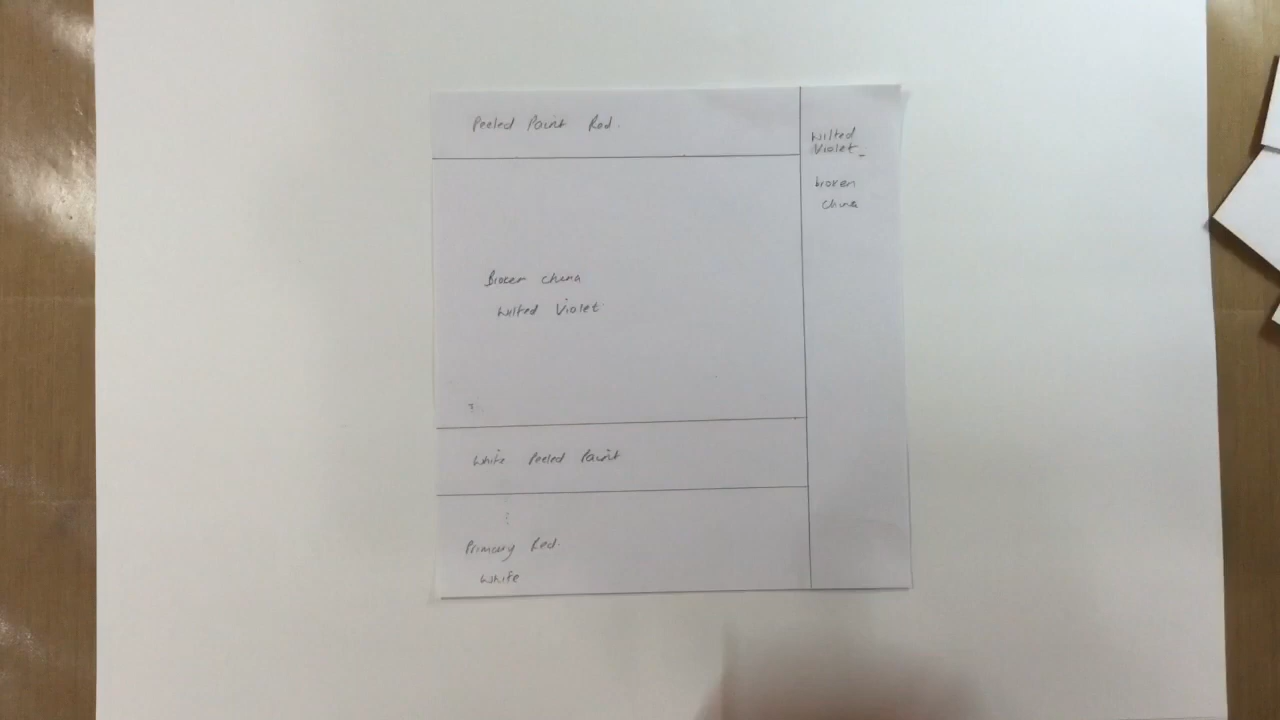 Peeled Paint Red.
Wilted
Violet
broken
china
Broken china
Wilted Violet
White Peeled Paint
Primary Red.
White